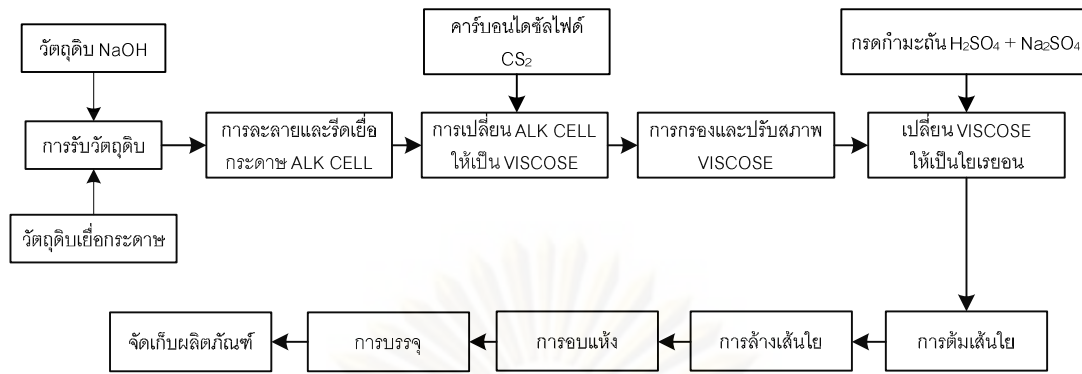 วัตถุดิบ NaOH
คาร์บอนไดซัลไฟด์
CS₂
กรดกำมะถัน H₂SO₄ + Na₂SO₄
การรับวัตถุดิบ
การละลายและรีดเยื่อ
กระดาษ ALK CELL
การเปลี่ยน ALK CELL
ให้เป็น VISCOSE
การกรองและปรับสภาพ
VISCOSE
เปลี่ยน VISCOSE
ให้เป็นใยเรยอน
วัตถุดิบเยื่อกระดาษ
จัดเก็บผลิตภัณฑ์
การบรรจุ
การอบแห้ง
การล้างเส้นใย
การต้มเส้นใย